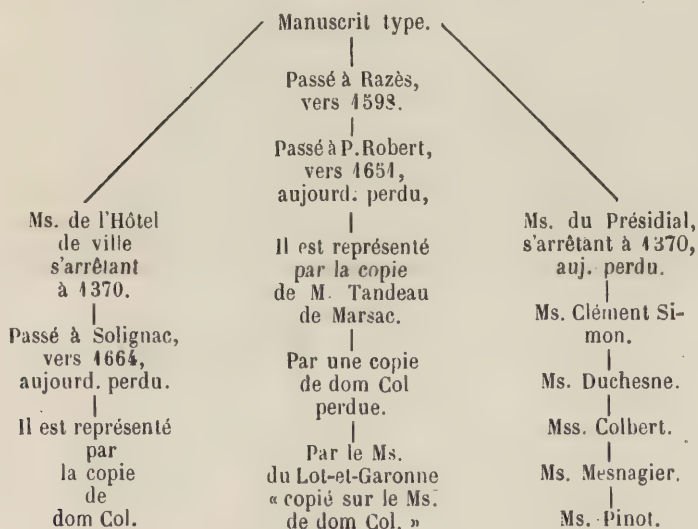 Manuscrit type.
Passé à Razès,
vers 1598.
Passé à P. Robert,
vers 1651,
aujourd. perdu,
Il est représenté
par la copie
de M. Tandeau
de Marsac.
Par une copie
de dom Col
perdue.
Par le Ms.
du Lot-et-Garonne
« copié sur le Ms.
de dom Col. »
Ms. de l'Hôtel
de ville
s'arrêtant
à 1370.
Passé à Solignac,
vers 1664,
aujourd. perdu.
Il est représenté
par
la copie
de
dom Col.
Ms. du Présidial,
s'arrêtant à 1370,
auj. perdu.
Ms. Clément Si-
mon.
Ms. Duchesne.
Mss. Colbert.
Ms. Mesnagier.
Ms. Pinot.